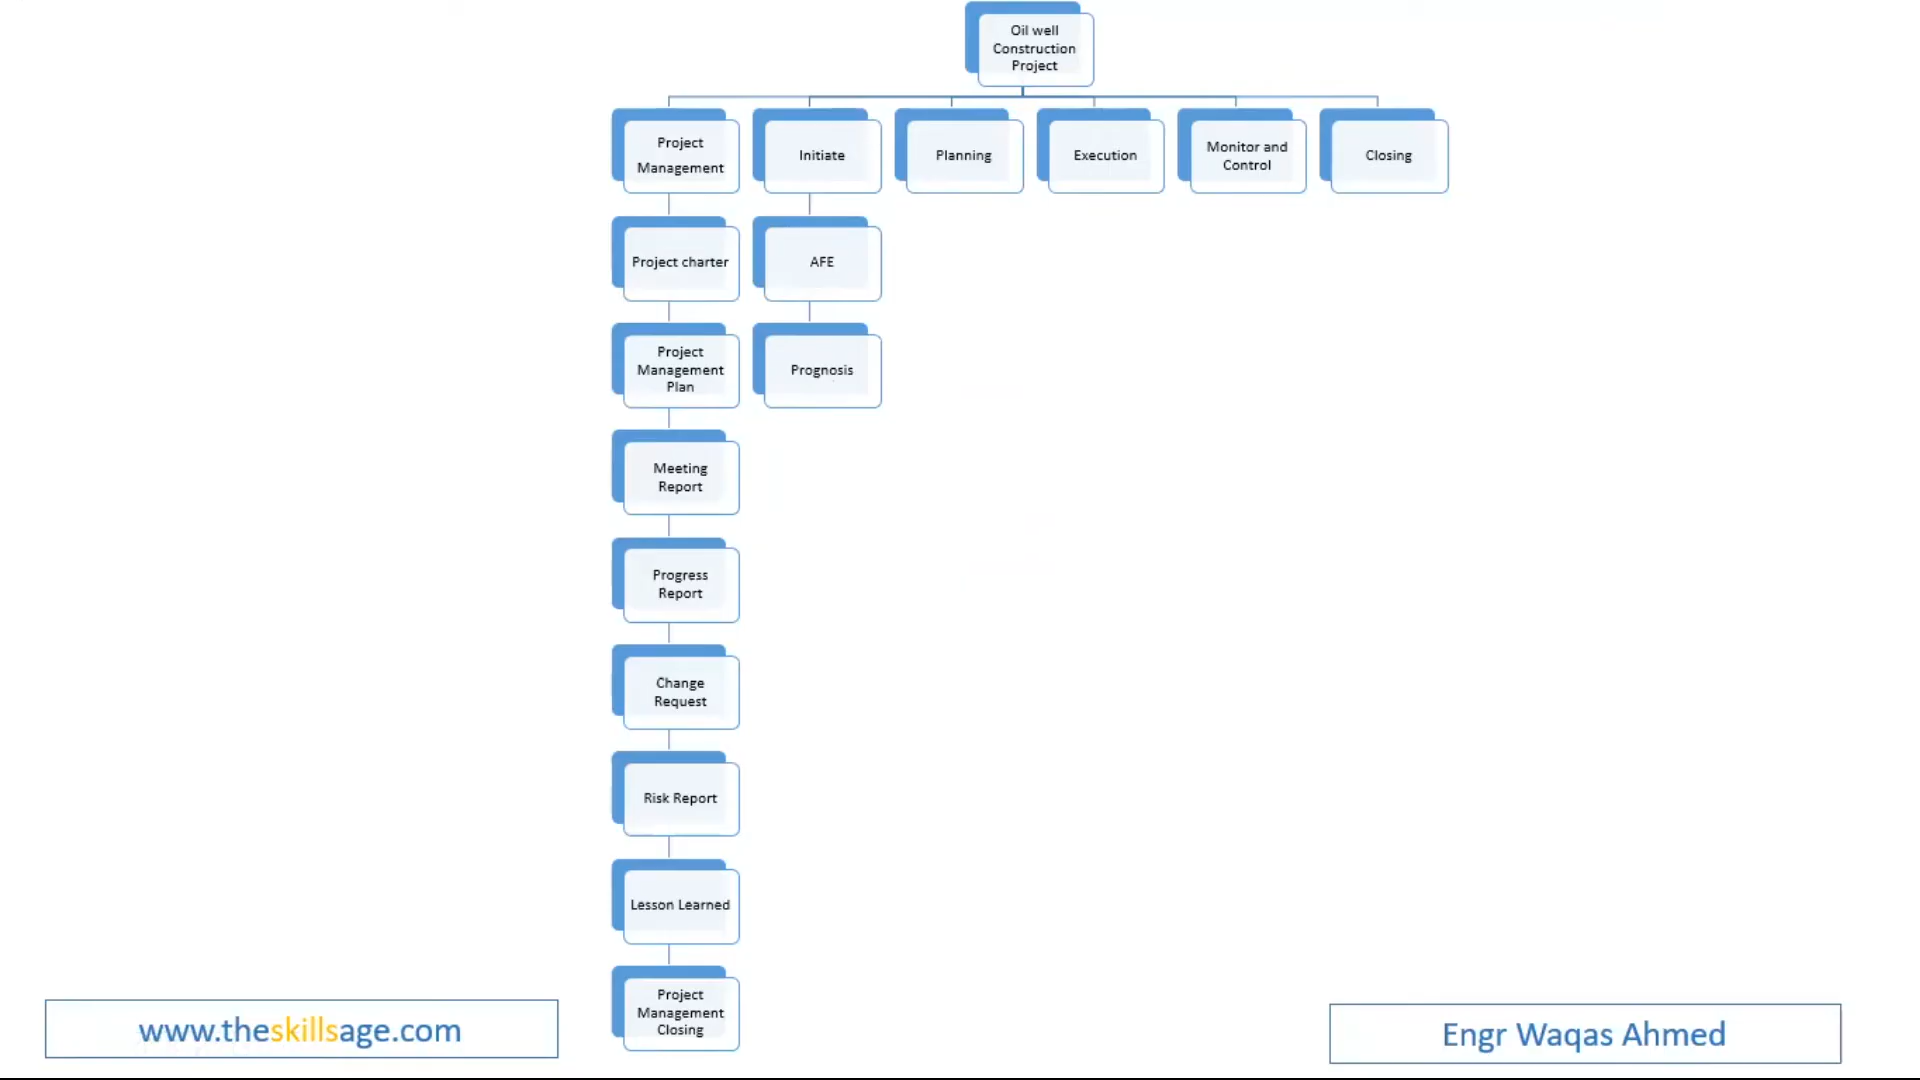 Oil well
Construction
Project
Project
Management
Initiate
Planning
Execution
Monitor and
Control
Closing
Project charter
AFE
Project
Management
Plan
Prognosis
Meeting
Report
Progress
Report
Change
Request
Risk Report
Lesson Learned
Project
Management
Closing
www.theskillsage.com
Engr Waqas Ahmed